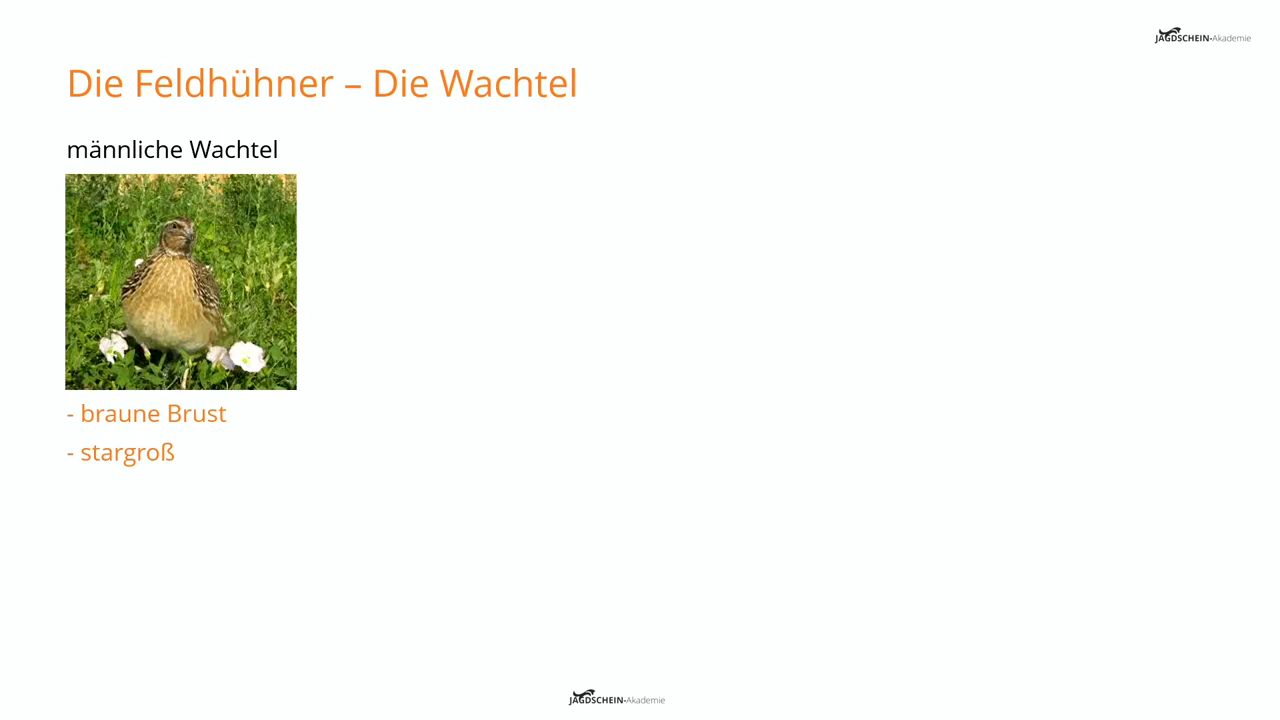 JAGDSCHEIN-Akademie
Die Feldhühner – Die Wachtel
männliche Wachtel
- braune Brust
- stargroß
JAGDSCHEIN-Akademie